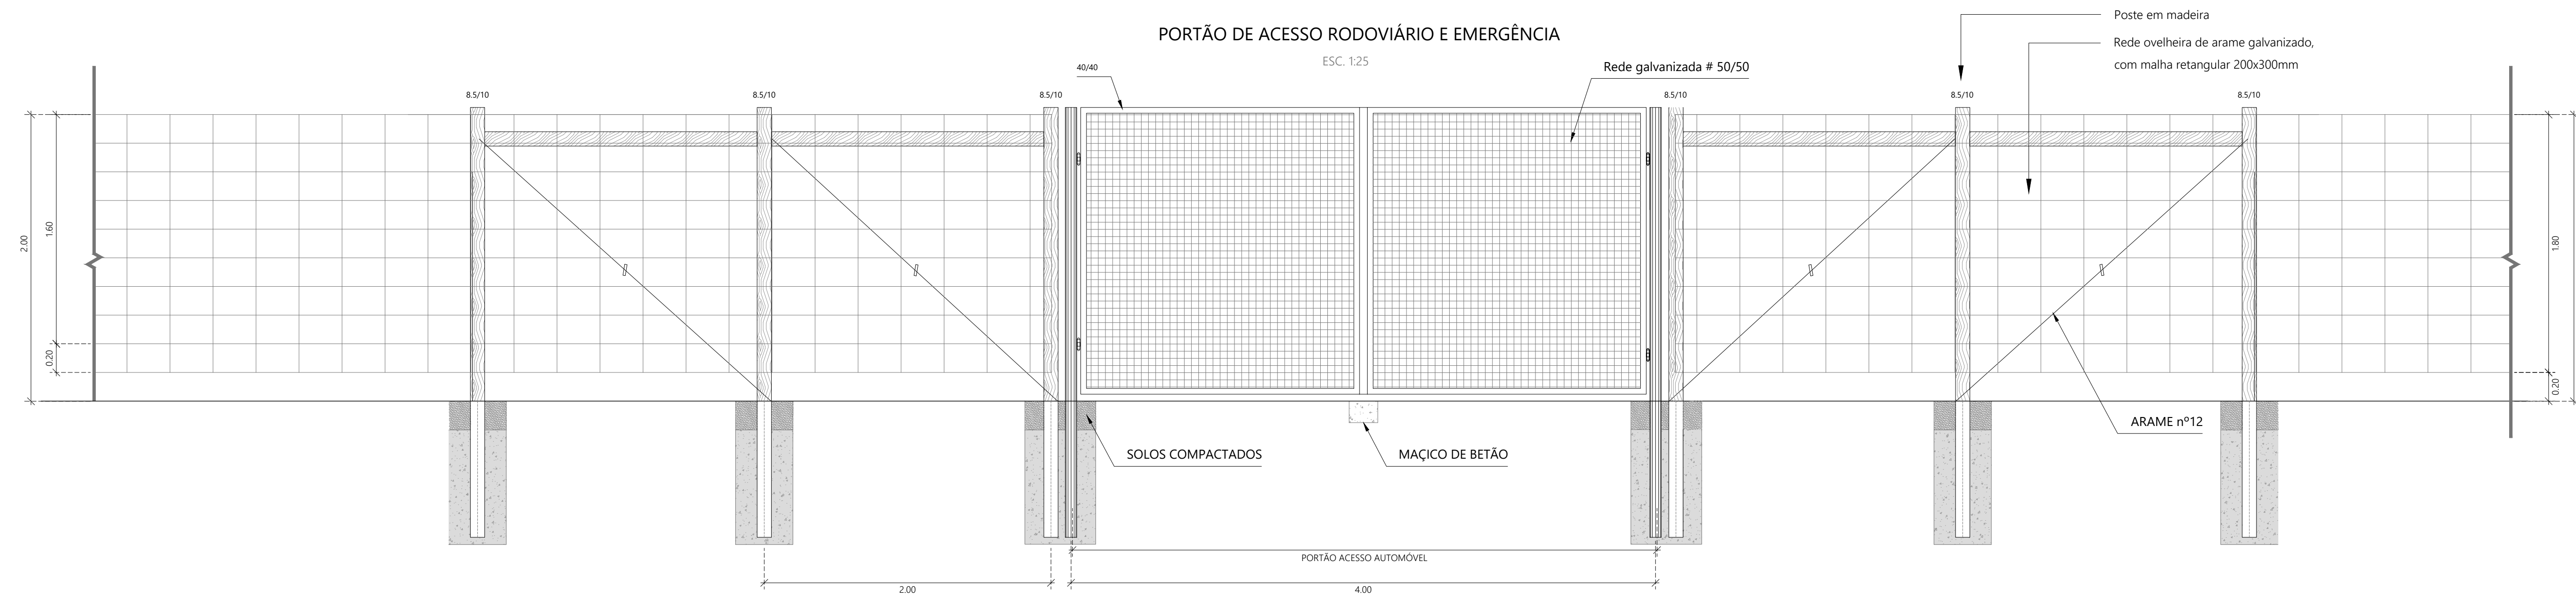 Poste em madeira
PORTÃO DE ACESSO RODOVIÁRIO E EMERGÊNCIA
Rede ovelheira de arame galvanizado,
com malha retangular 200x300mm
ESC. 1:25
40/40
Rede galvanizada # 50/50
8.5/10
8.5/10
8.5/10
8.5/10
8.5/10
8.5/10
2.00
1.60
0.20
1.80
0.20
ARAME nº12
SOLOS COMPACTADOS
MAÇICO DE BETÃO
PORTÃO ACESSO AUTOMÓVEL
2.00
4.00